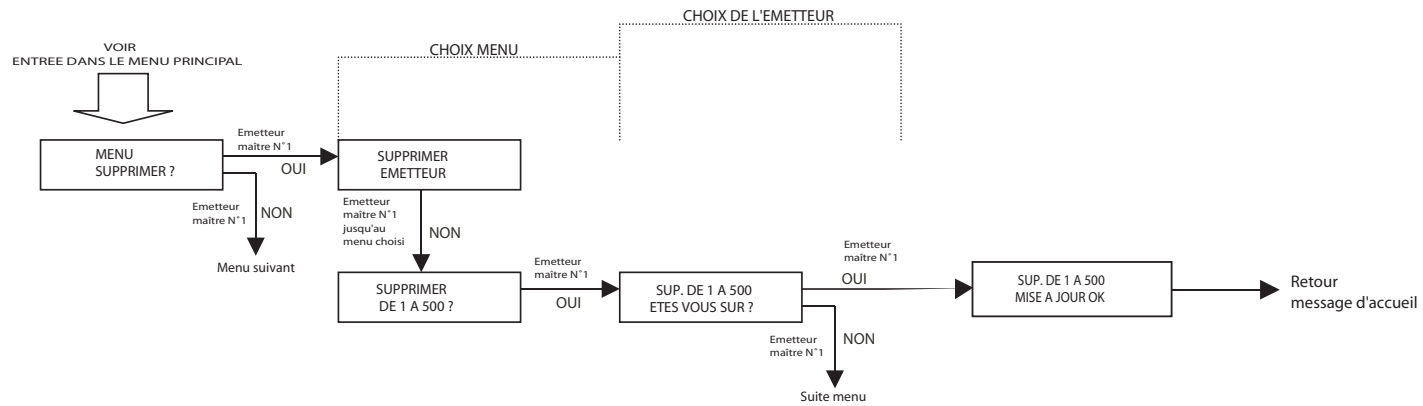 CHOIX DE L'EMETTEUR
CHOIX MENU
VOIR
ENTREE DANS LE MENU PRINCIPAL
MENU
SUPPRIMER ?
Emetteur
maître N°1
OUI
Emetteur
maître N°1
NON
Menu suivant
SUPPRIMER
EMETTEUR
Emetteur
maître N°1
jusqu'au
menu choisi
NON
SUPPRIMER
DE 1 A 500 ?
Emetteur
maître N°1
OUI
SUP. DE 1 A 500
ETES VOUS SUR ?
Emetteur
maître N°1
OUI
Emetteur
maître N°1
NON
Suite menu
SUP. DE 1 A 500
MISE A JOUR OK
Retour
message d'accueil